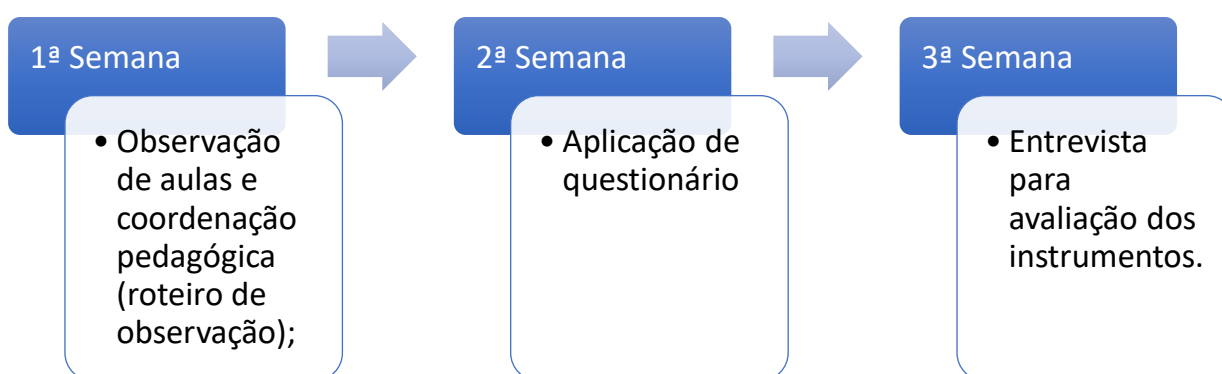 1ª Semana
• Observação
de aulas e
coordenação
pedagógica
(roteiro de
observação);
2ª Semana
• Aplicação de
questionário
3ª Semana
• Entrevista
para
avaliação dos
instrumentos.